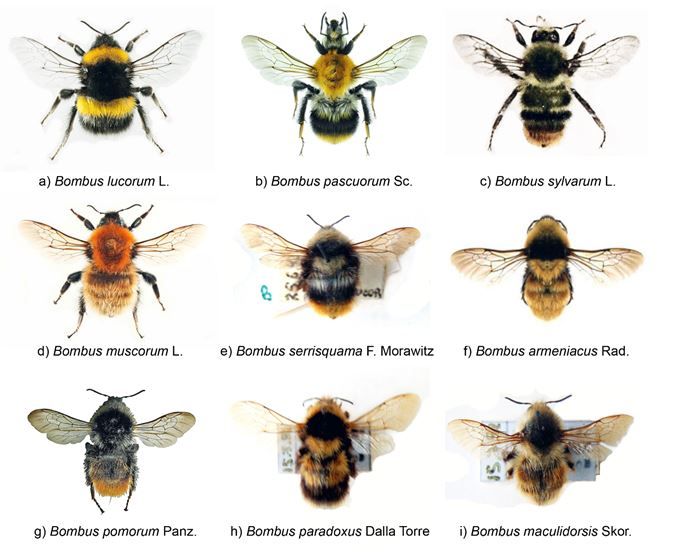 a) Bombus lucorum L.
b) Bombus pascuorum Sc.
c) Bombus sylvarum L.
d) Bombus muscorum L.
e) Bombus serrisquama F. Morawitz
f) Bombus armeniacus Rad.
g) Bombus pomorum Panz.
h) Bombus paradoxus Dalla Torre
i) Bombus maculidorsis Skor.